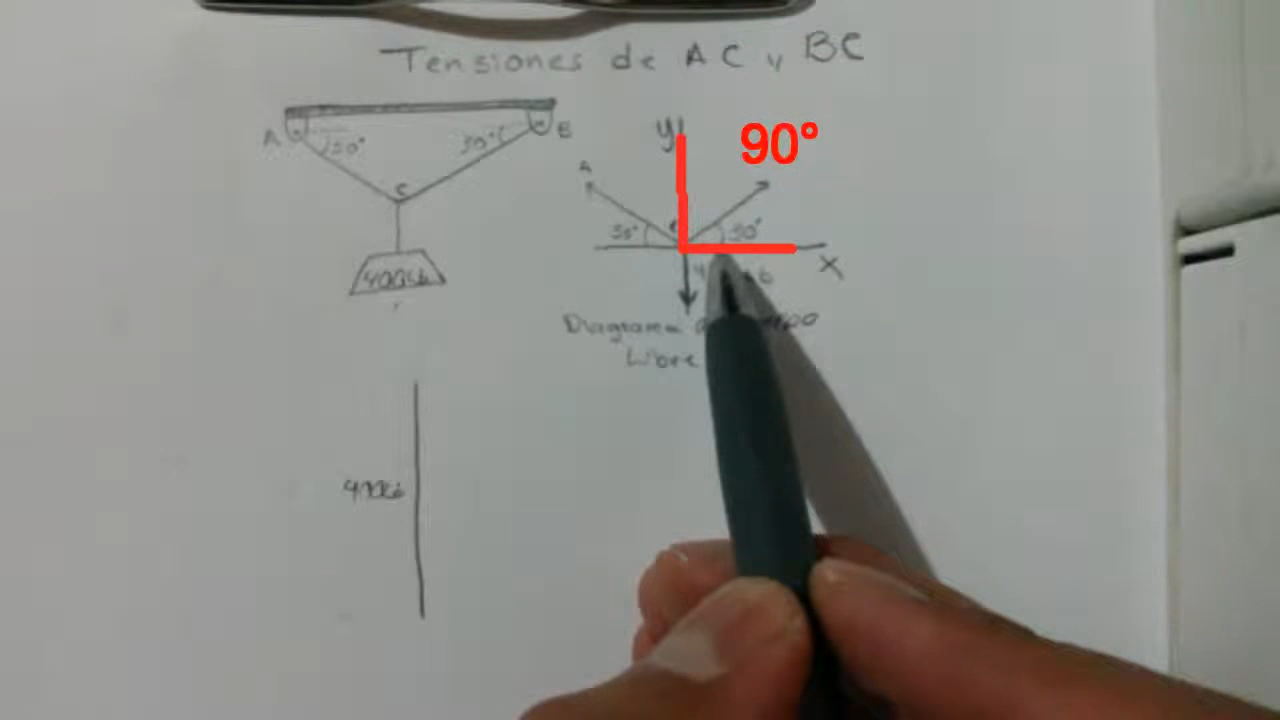 Tensiones de AC y BC
y
90°
A B
30° 30°
A
C
C
30° 30°
X
400Lb
Diagrama
Libre
400Lb